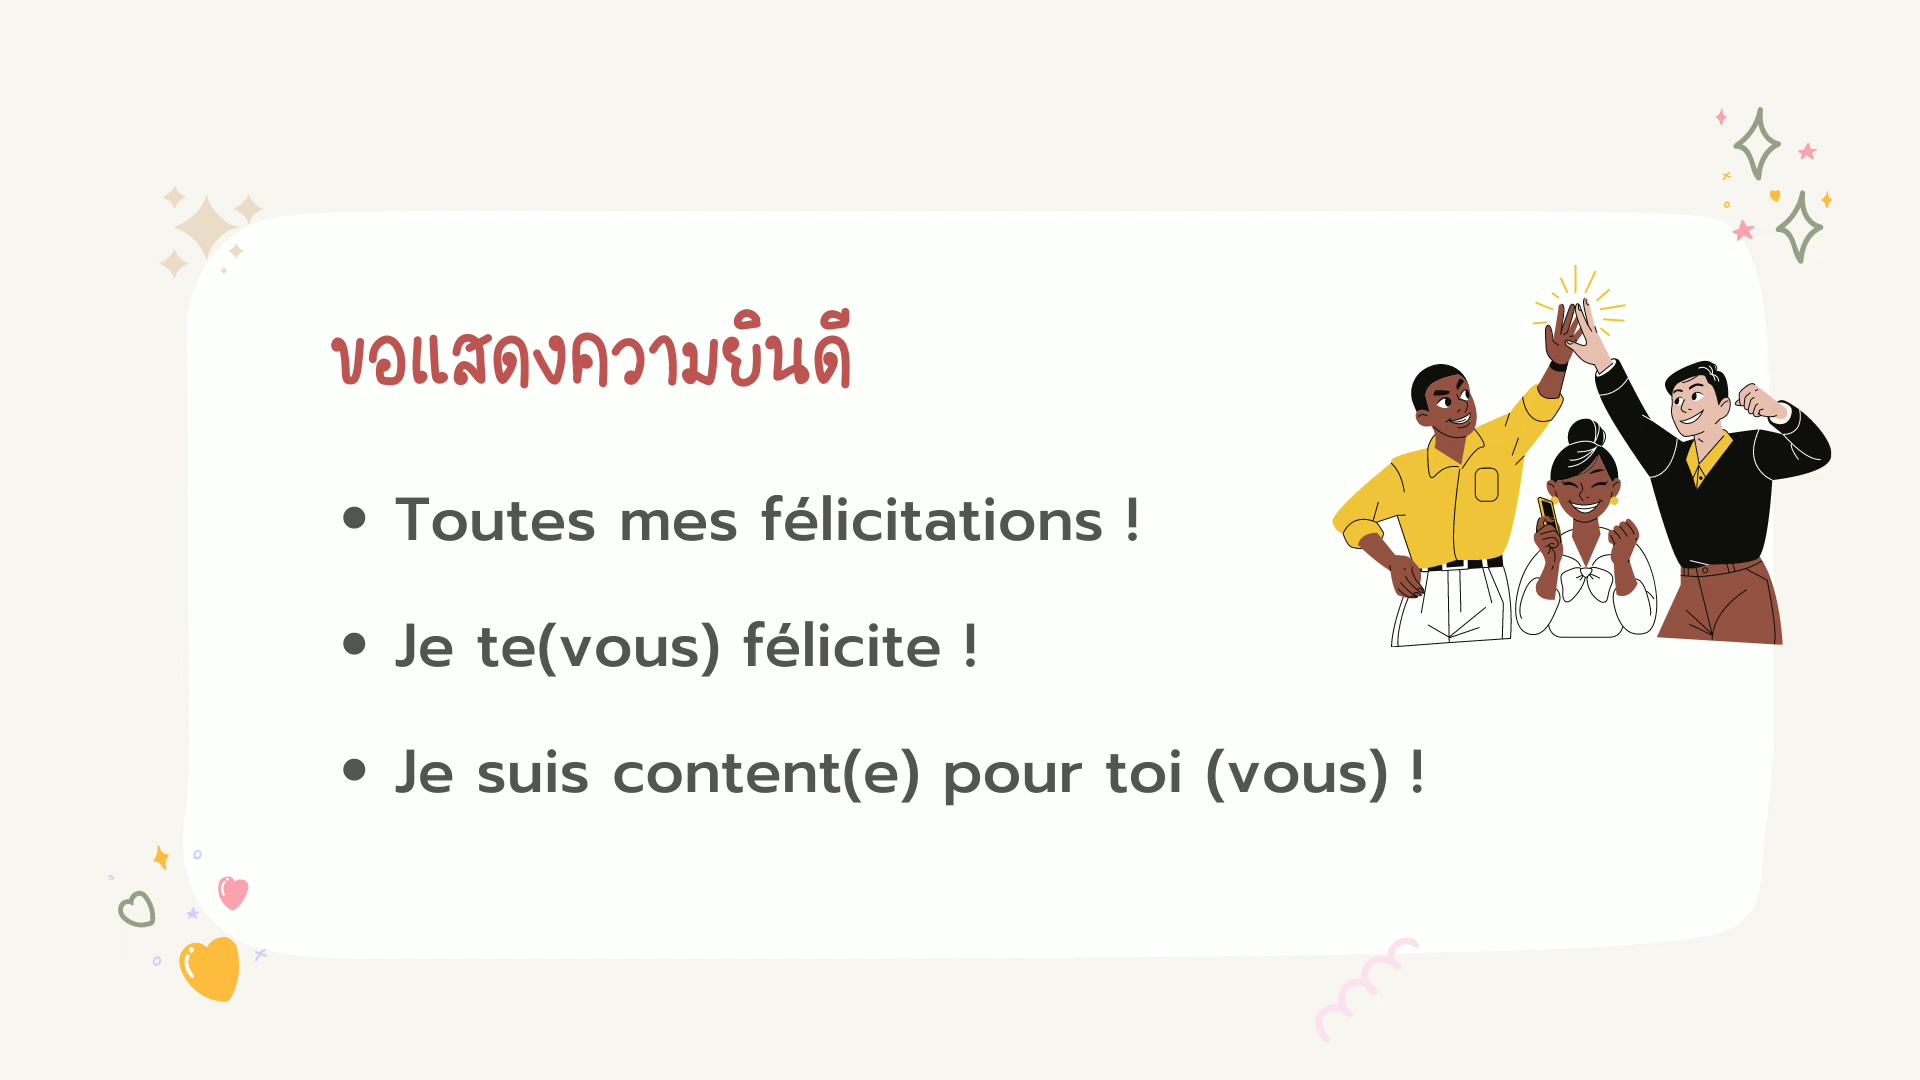 ขอแสดงความยินดี
• Toutes mes félicitations !
• Je te(vous) félicite !
• Je suis content(e) pour toi (vous) !